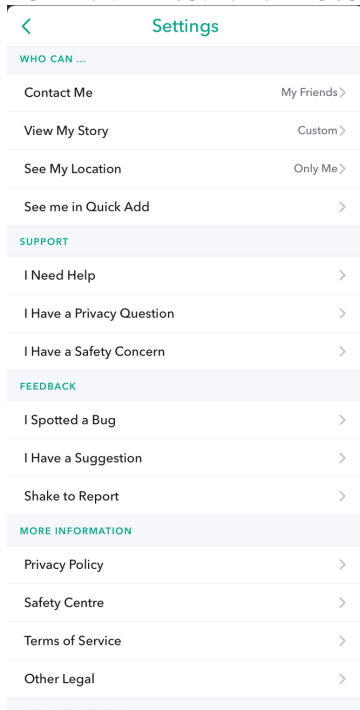 Settings
WHO CAN ...
Contact Me My Friends
View My Story Custom
See My Location Only Me
See me in Quick Add
SUPPORT
I Need Help
I Have a Privacy Question
I Have a Safety Concern
FEEDBACK
I Spotted a Bug
I Have a Suggestion
Shake to Report
MORE INFORMATION
Privacy Policy
Safety Centre
Terms of Service
Other Legal